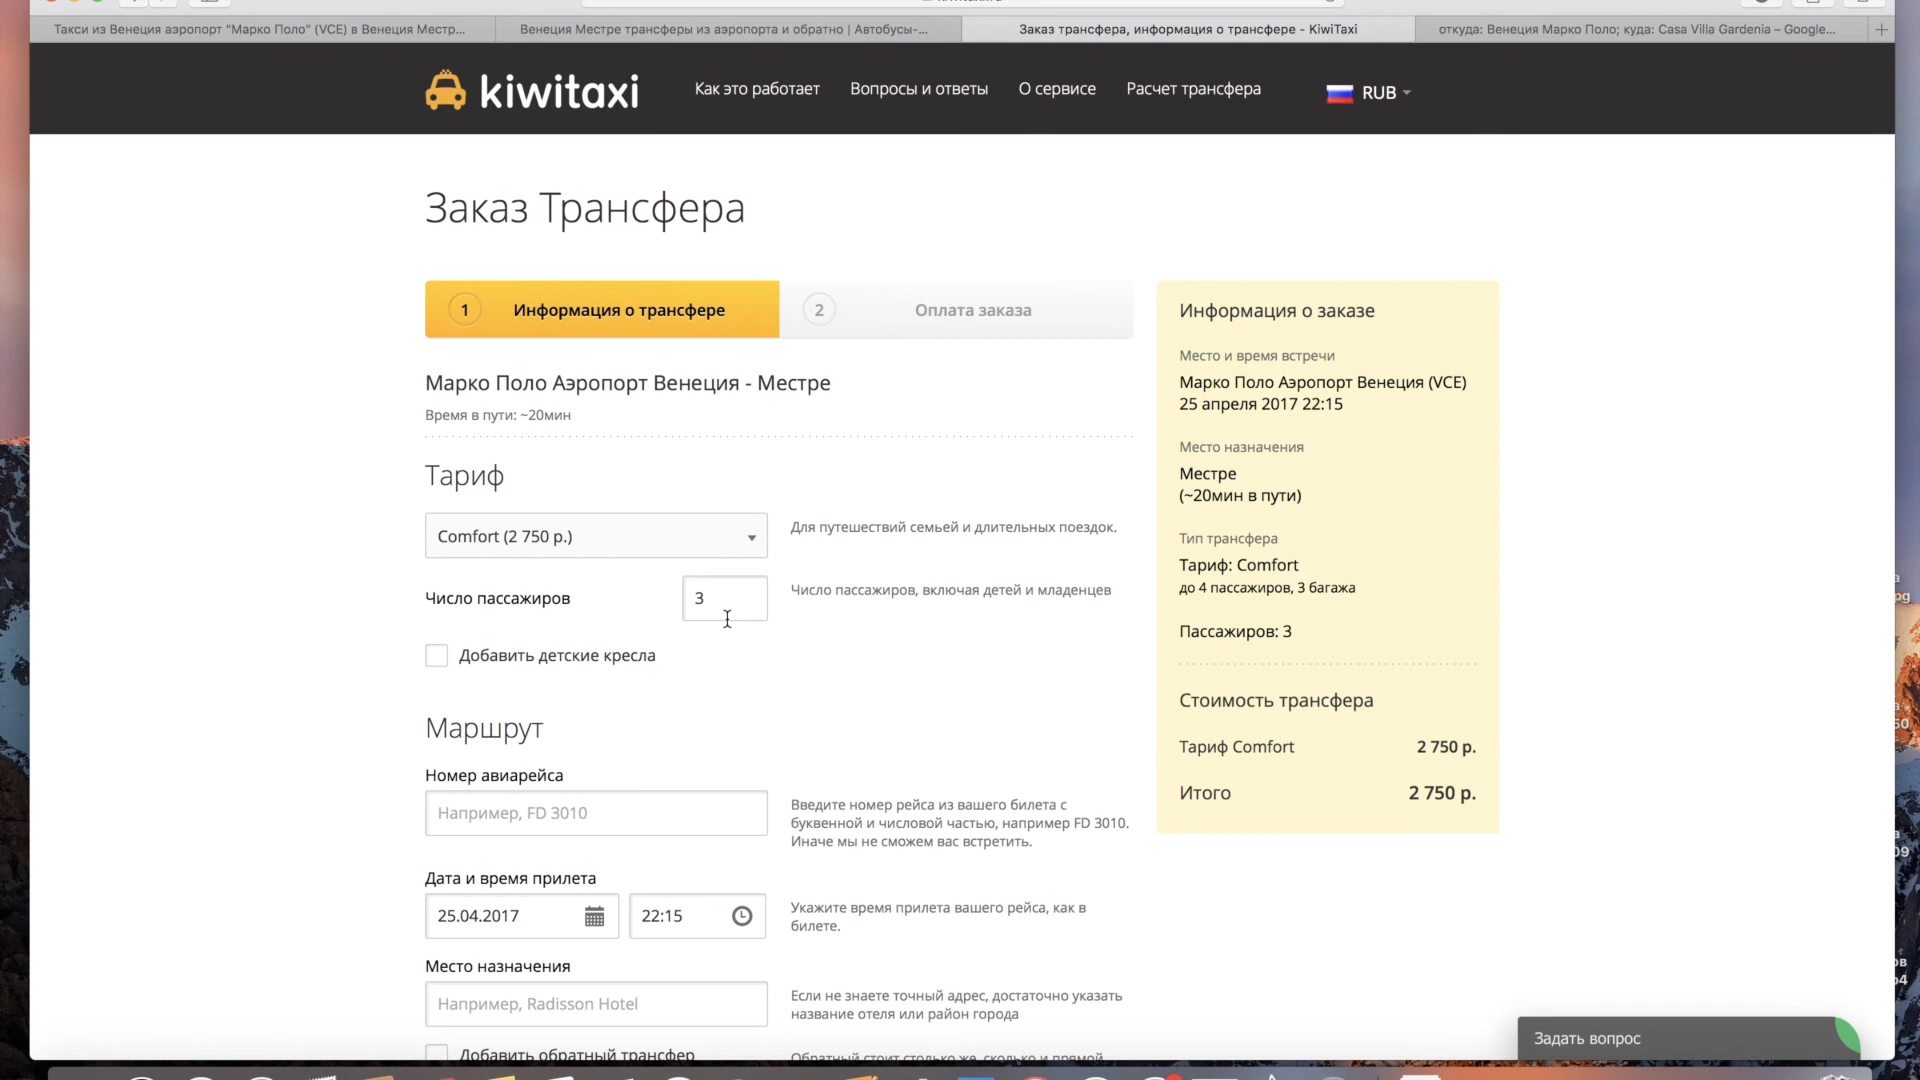 Такси из Венеция аэропорт "Марко Поло" (VCE) в Венеция Местр...
Венеция Местре трансферы из аэропорта и обратно | Автобусы-...
Заказ трансфера, информация о трансфере - KiwiTaxi
откуда: Венеция Марко Поло; куда: Casa Villa Gardenia – Google...
kiwitaxi
Как это работает
Вопросы и ответы
О сервисе
Расчет трансфера
RUB
Заказ Трансфера
1 Информация о трансфере
2 Оплата заказа
Марко Поло Аэропорт Венеция - Местре
Время в пути: ~20мин
Тариф
Comfort (2 750 р.)
Для путешествий семьей и длительных поездок.
Число пассажиров
3
Число пассажиров, включая детей и младенцев
Добавить детские кресла
Маршрут
Номер авиарейса
Например, FD 3010
Введите номер рейса из вашего билета с
буквенной и числовой частью, например FD 3010.
Иначе мы не сможем вас встретить.
Дата и время прилета
25.04.2017
22:15
Укажите время прилета вашего рейса, как в
билете.
Место назначения
Например, Radisson Hotel
Если не знаете точный адрес, достаточно указать
название отеля или район города
Добавить обратный трансфер
Обратный стоит столько же, сколько и прямой
Информация о заказе
Место и время встречи
Марко Поло Аэропорт Венеция (VCE)
25 апреля 2017 22:15
Место назначения
Местре
(~20мин в пути)
Тип трансфера
Тариф: Comfort
до 4 пассажиров, 3 багажа
Пассажиров: 3
Стоимость трансфера
Тариф Comfort
2 750 р.
Итого
2 750 р.
Задать вопрос